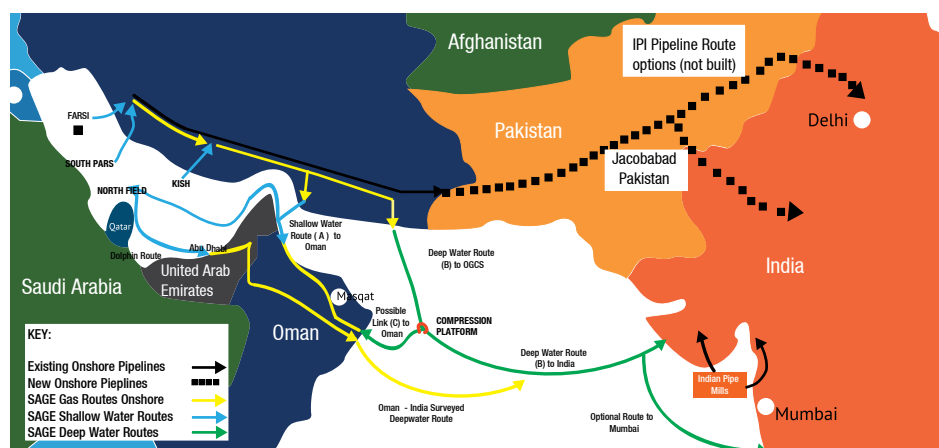 Afghanistan
IPI Pipeline Route
options (not built)
FARSI
Delhi
Pakistan
Jacobabad
Pakistan
SOUTH PARS
KISH
NORTH FIELD
Qatar
Shallow Water
Route ( A )  to
Oman
Abu Dhabi
Dolphin Route
Deep Water Route
(B) to OGCS
India
United Arab
Emirates
Saudi Arabia
Masqat
Possible
Link (C) to
Oman
COMPRESSION
PLATFORM
Oman
KEY:
Existing Onshore Pipelines
New Onshore Pieplines
SAGE Gas Routes Onshore
SAGE Shallow Water Routes
SAGE Deep Water Routes
Deep Water Route
(B) to India
Indian Pipe
Mills
Oman  - India Surveyed
Deepwater Route
Optional Route to
Mumbai
Mumbai